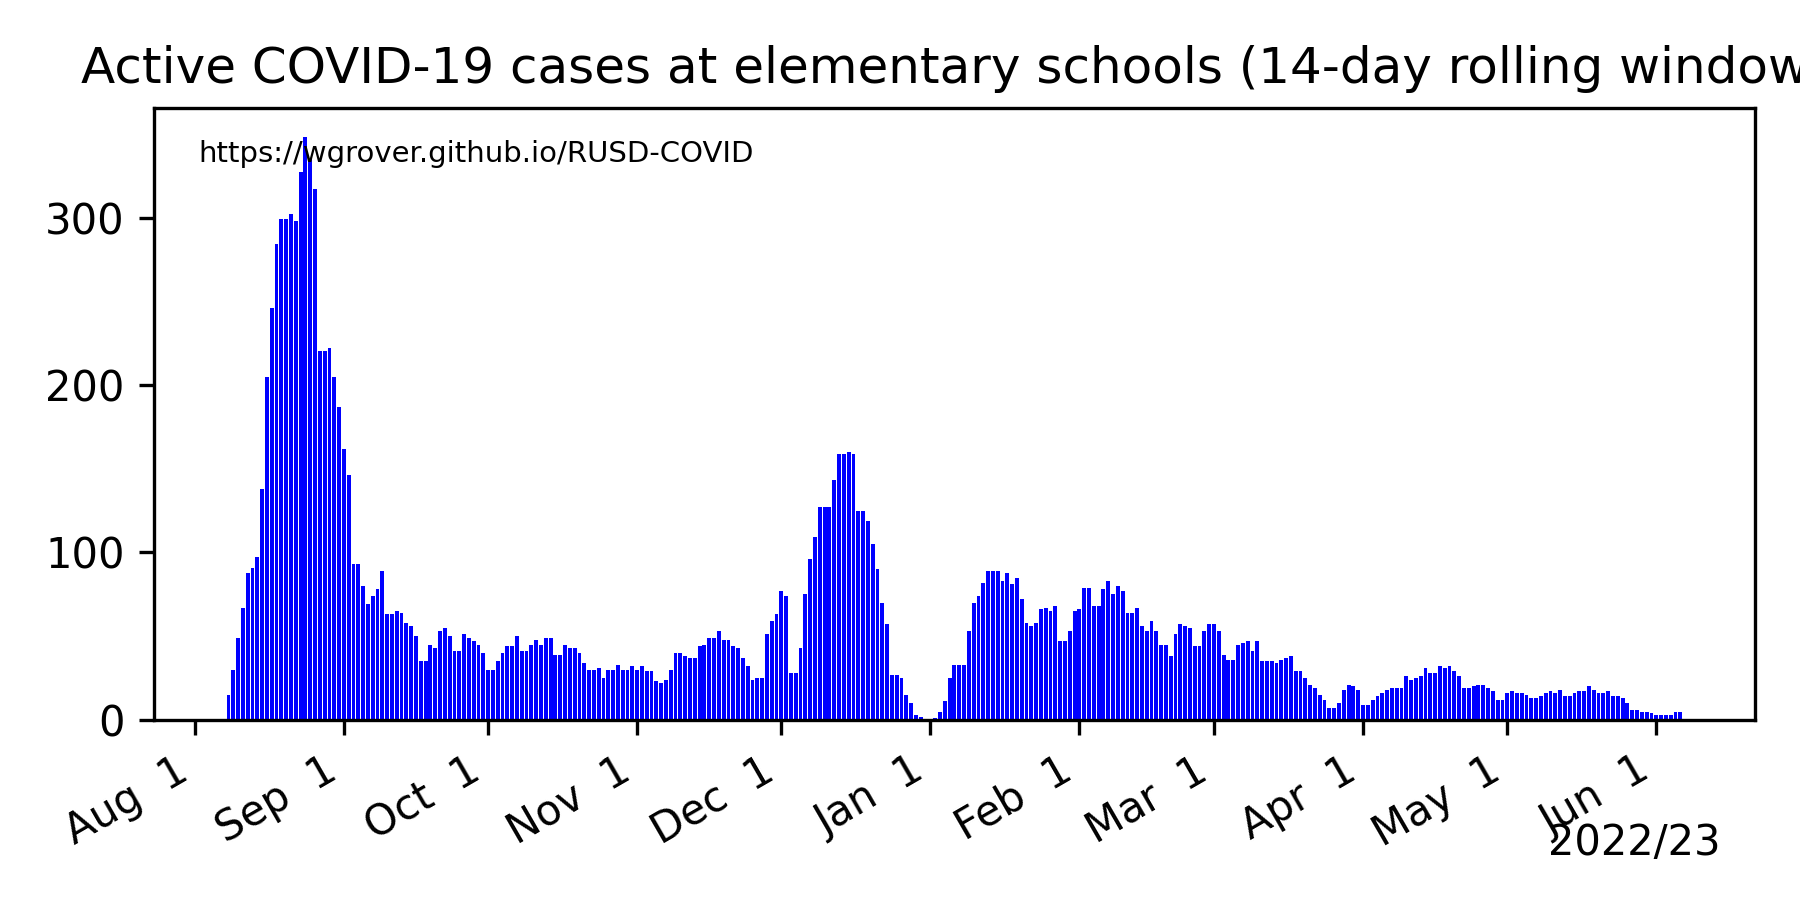 Active COVID-19 cases at elementary schools (14-day rolling window
https://wgrover.github.io/RUSD-COVID
300
200
100
0
Aug 1
Sep 1
Oct 1
Nov 1
Dec 1
Jan 1
Feb 1
Mar 1
Apr 1
May 1
Jun 1
2022/23